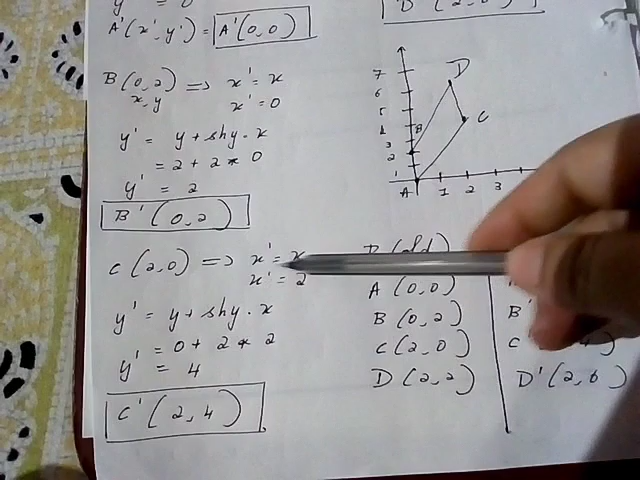 y' = 0
A'(x', y') = A'(0,0)
B(0,2) => x' = x
x,y x' = 0
y' = y + shy · x
= 2 + 2 * 0
y' = 2
B'(0,2)
C(2,0) => x' = x
x' = 2
y' = y + shy · x
y' = 0 + 2 * 2
y' = 4
C'(2,4)
7
D
6
5
C
4
B
3
2
1
A 1 2 3
A(0,0)
B(0,2) B'
C(2,0) C
D(2,2) D'(2,6)